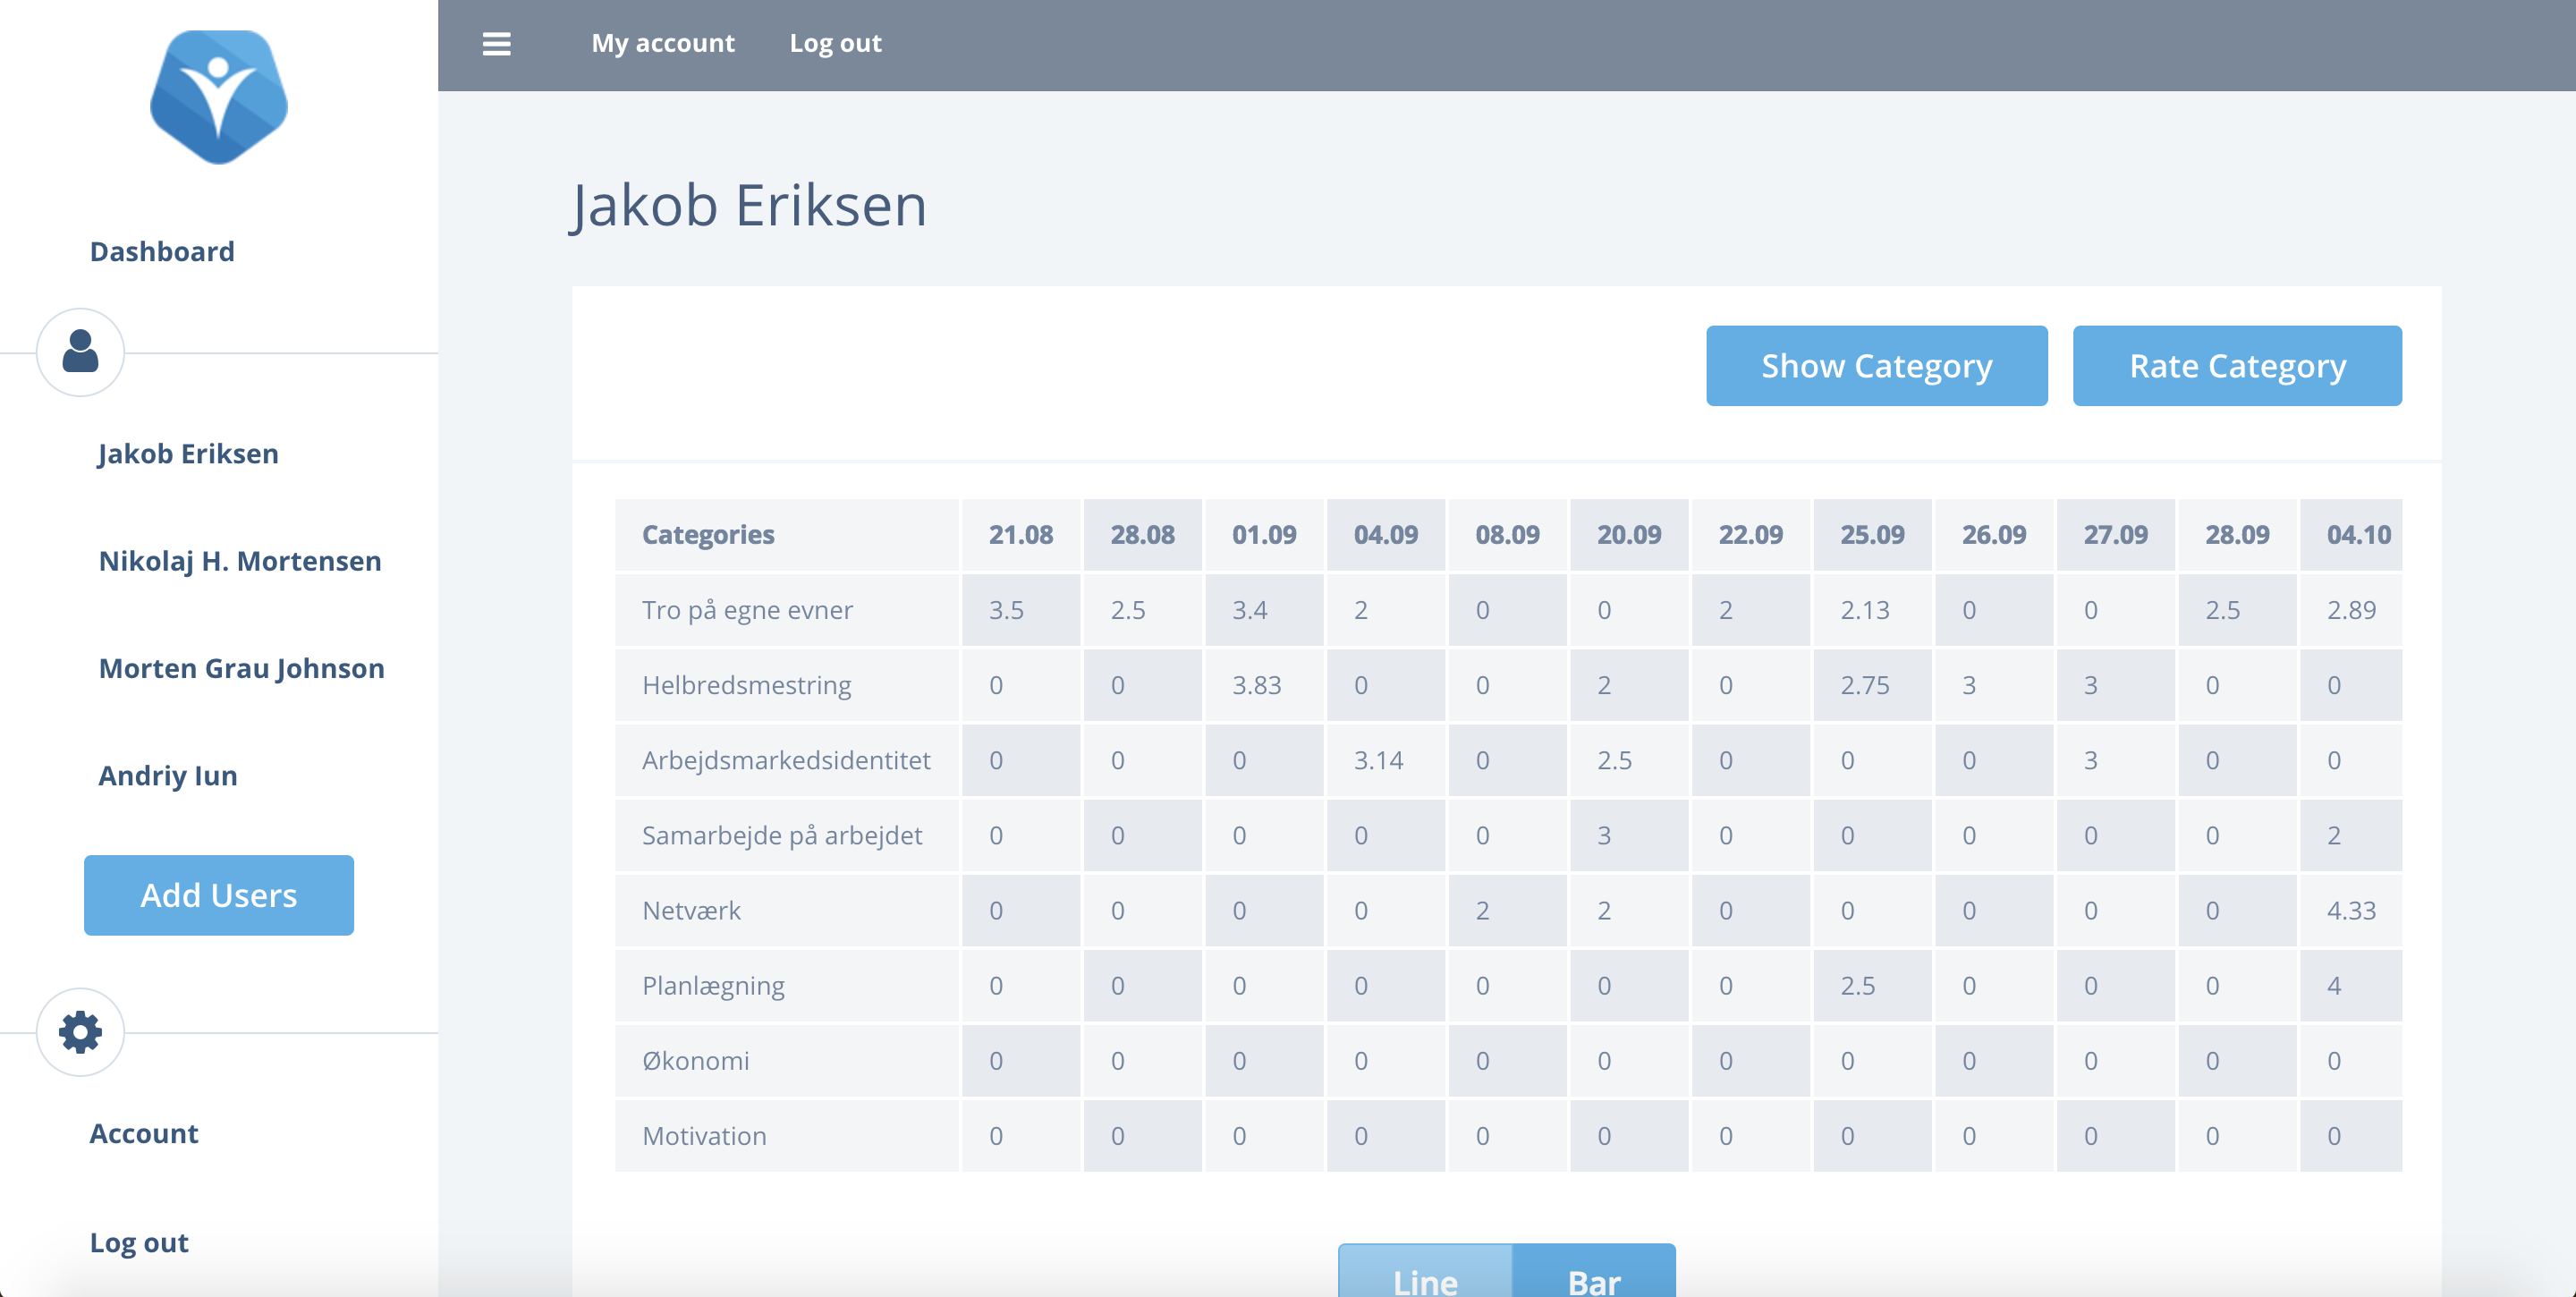 My account Log out
Dashboard
Jakob Eriksen
Nikolaj H. Mortensen
Morten Grau Johnson
Andriy Iun
Add Users
Account
Log out
Jakob Eriksen
Show Category Rate Category
Categories 21.08 28.08 01.09 04.09 08.09 20.09 22.09 25.09 26.09 27.09 28.09 04.10
Tro på egne evner 3.5 2.5 3.4 2 0 0 2 2.13 0 0 2.5 2.89
Helbredsmestring 0 0 3.83 0 0 2 0 2.75 3 3 0 0
Arbejdsmarkedsidentitet 0 0 0 3.14 0 2.5 0 0 0 3 0 0
Samarbejde på arbejdet 0 0 0 0 0 3 0 0 0 0 0 2
Netværk 0 0 0 0 2 2 0 0 0 0 0 4.33
Planlægning 0 0 0 0 0 0 0 2.5 0 0 0 4
Økonomi 0 0 0 0 0 0 0 0 0 0 0 0
Motivation 0 0 0 0 0 0 0 0 0 0 0 0
Line Bar